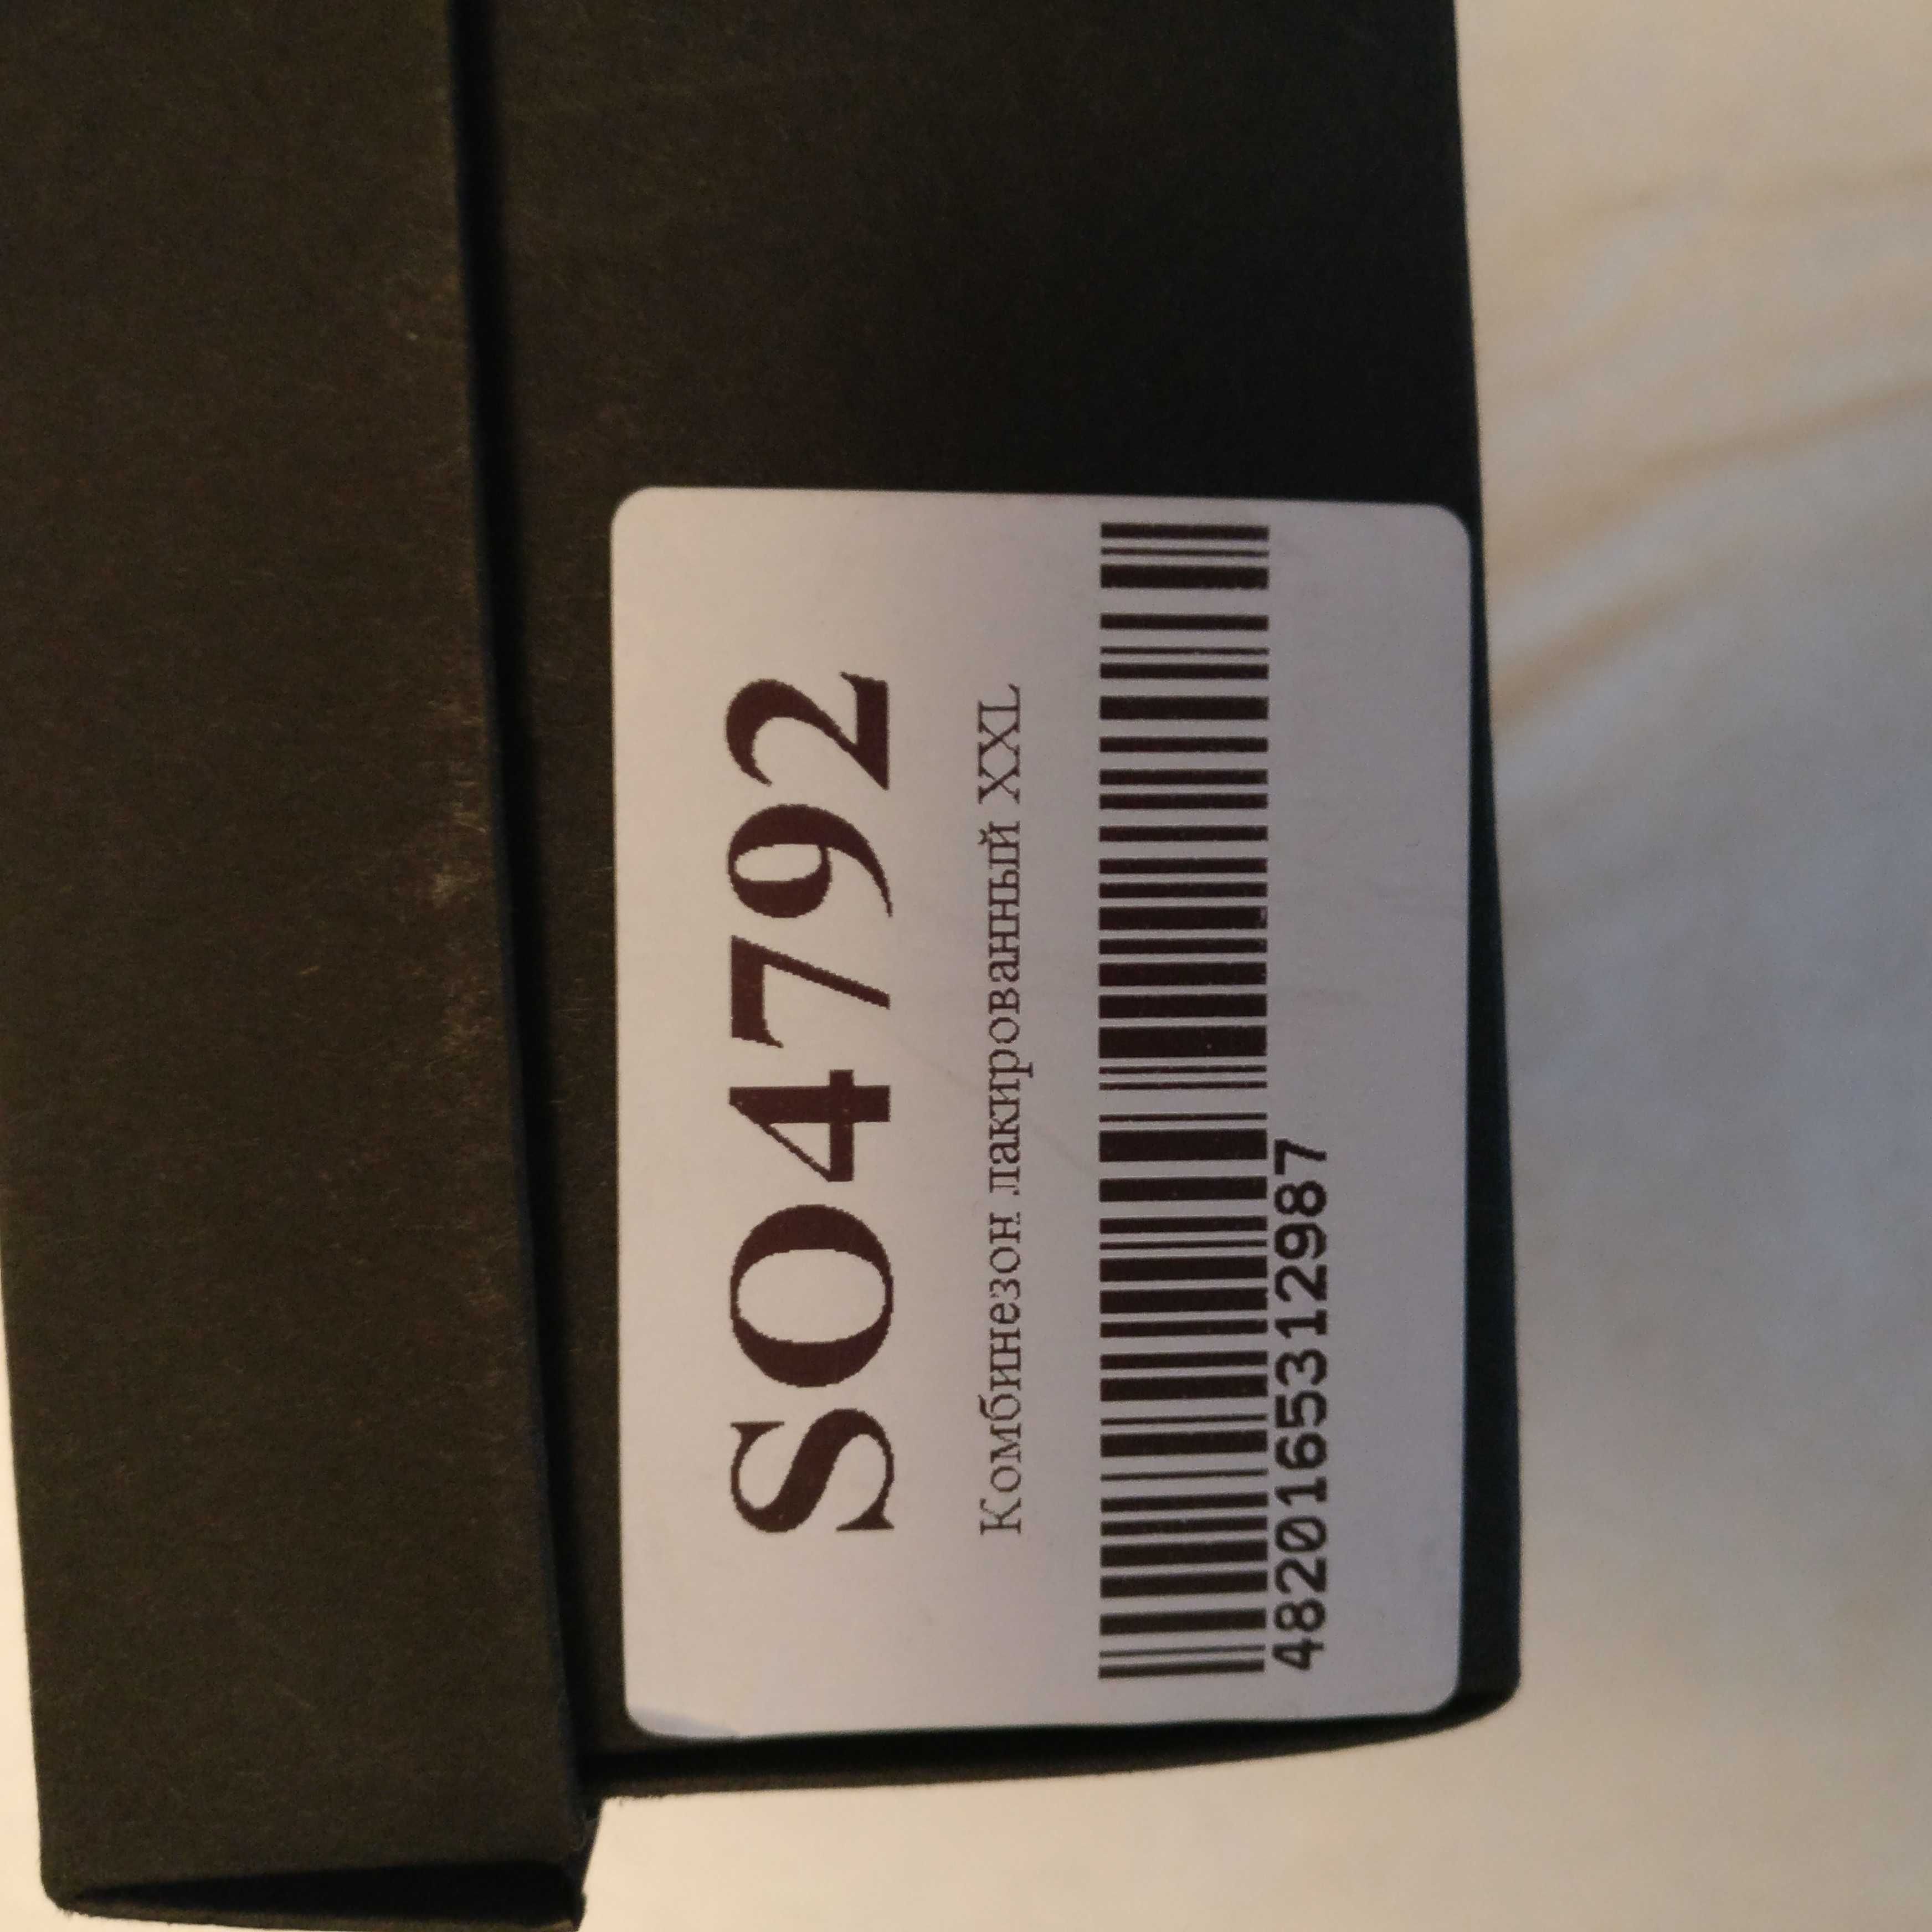 SO4792
Комбинезон лакированный XXL
4820165312987